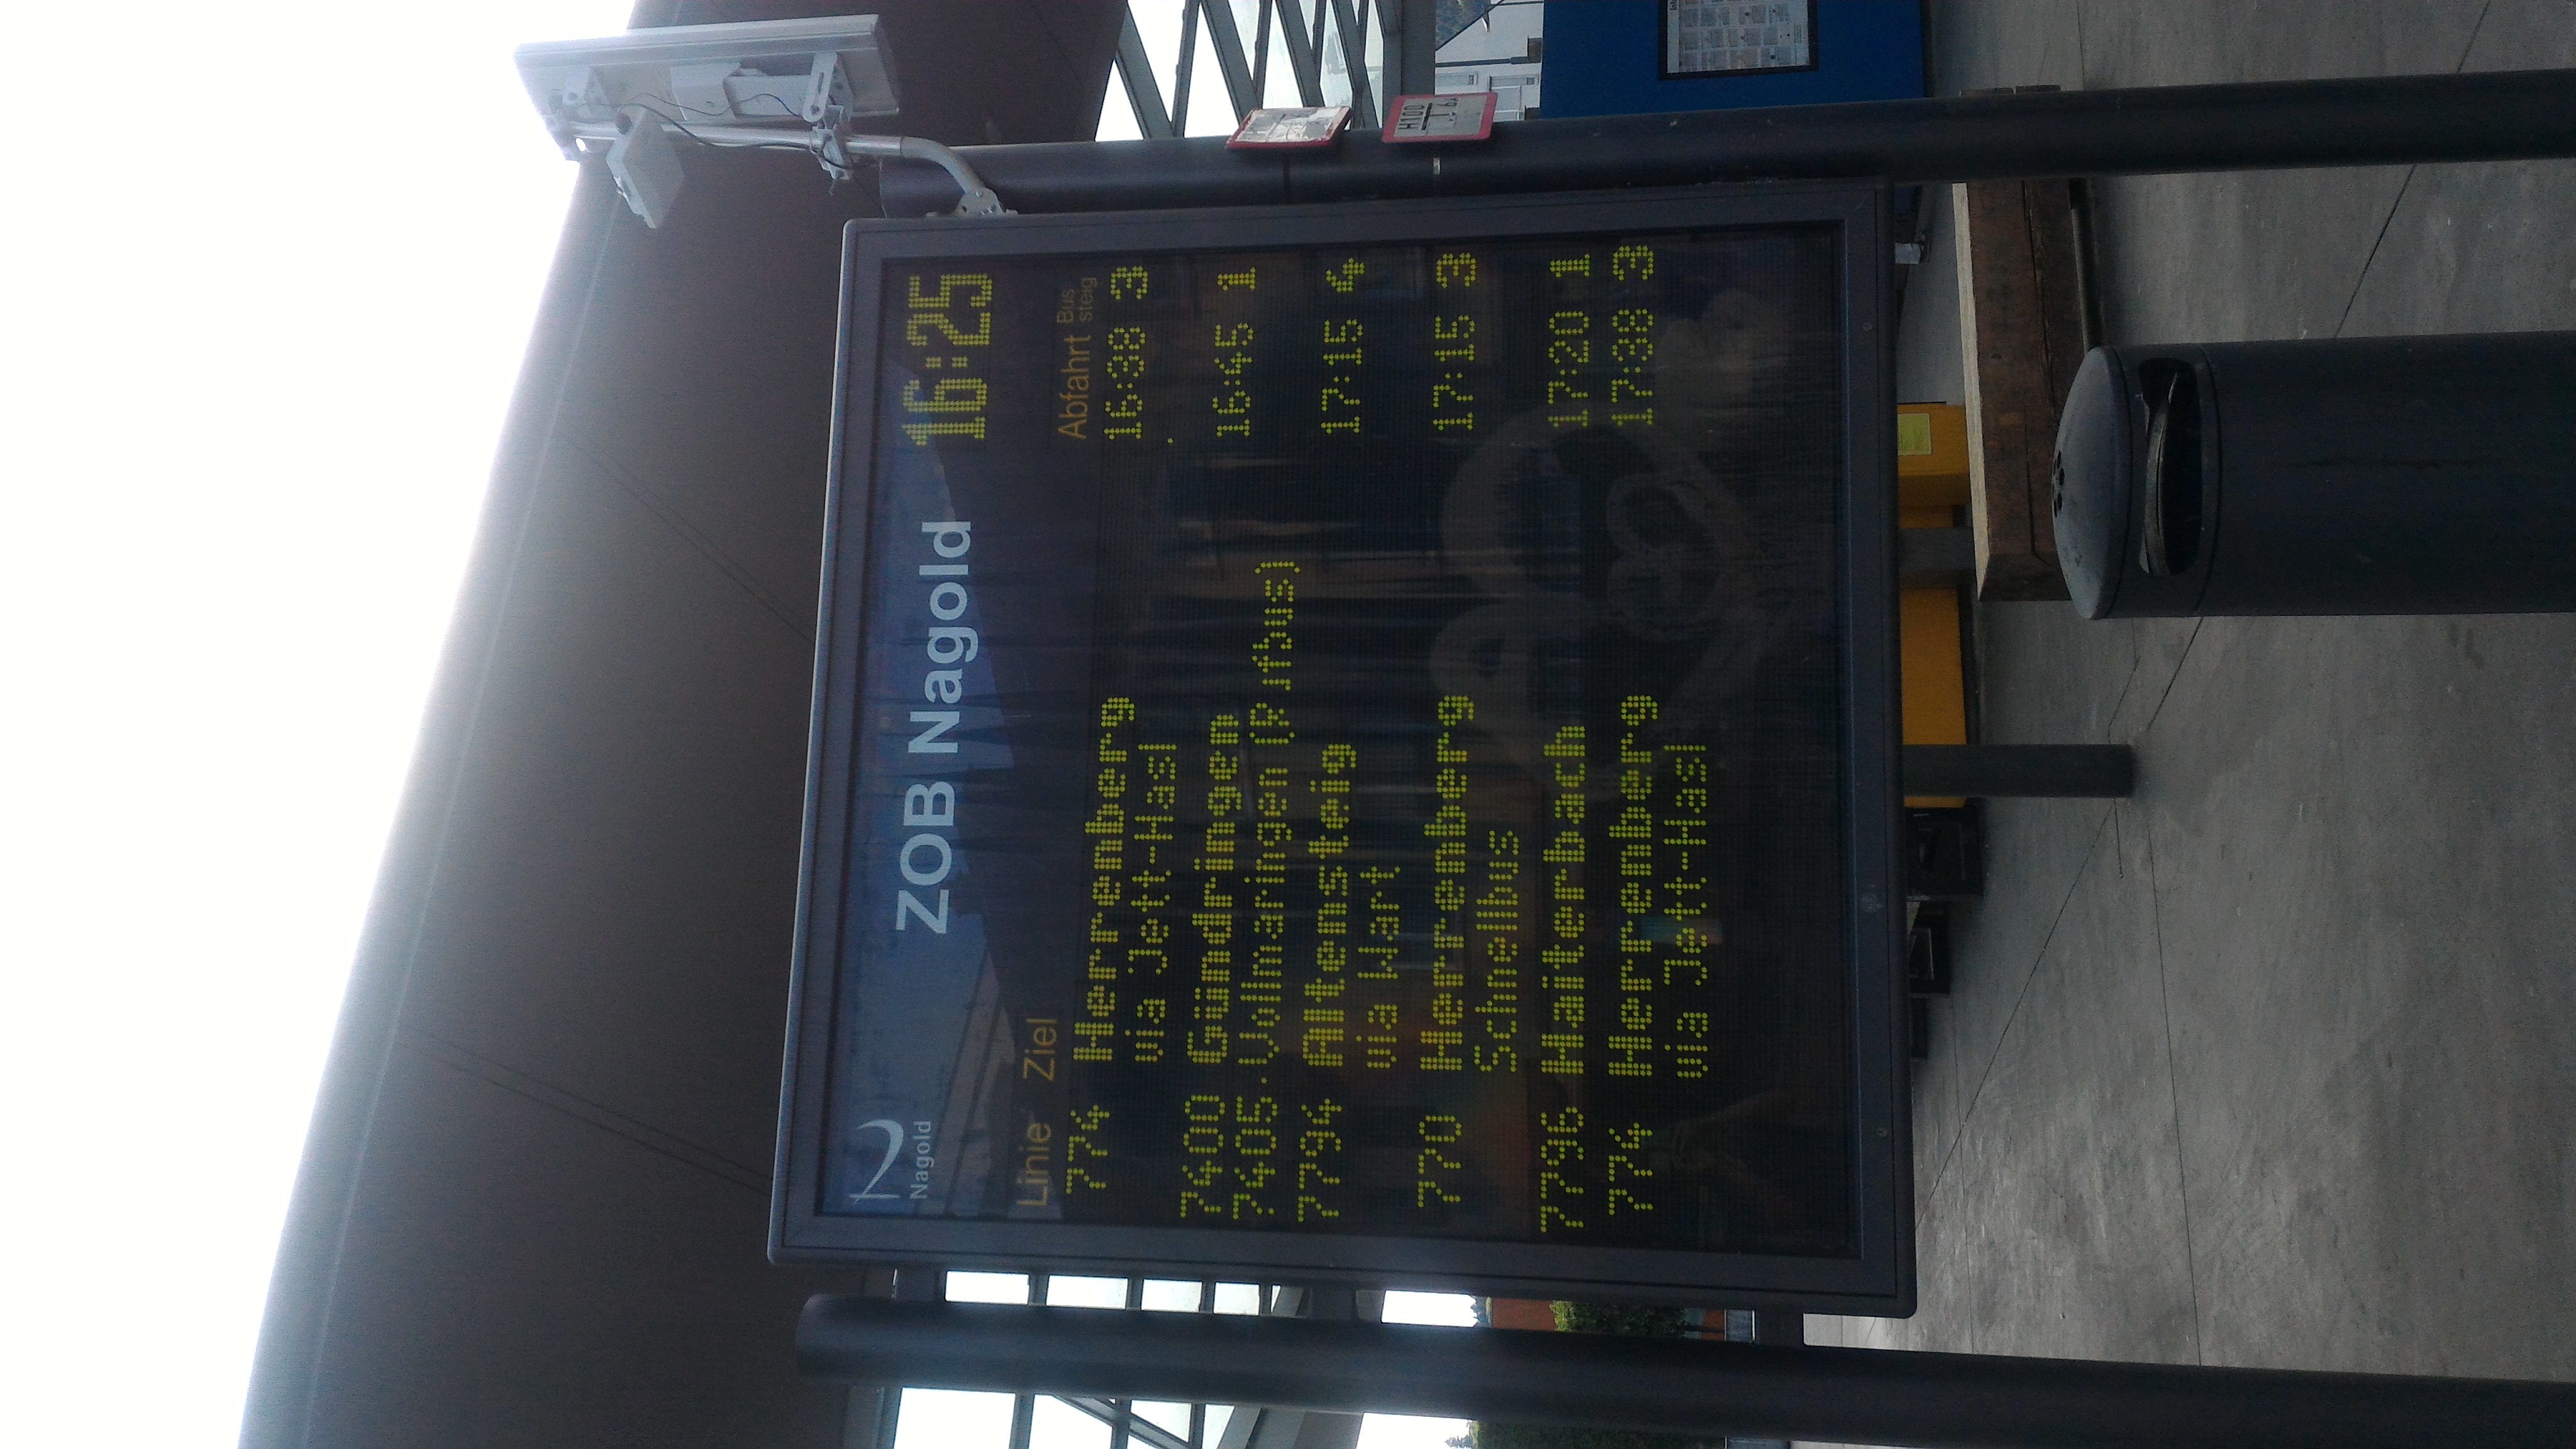 Nagold
ZOB Nagold 16:25
Linie Ziel Abfahrt Bus steig
774 Herrenberg 16:38 3
via Jett-Hasl
7400 Gündringen 16:45 1
7405 Vollmaringen (Rufbus)
7794 Altensteig 17:15 4
via Wart
770 Herrenberg 17:15 3
Schnellbus
7796 Haiterbach 17:20 1
774 Herrenberg 17:38 3
via Jett-Hasl
H100